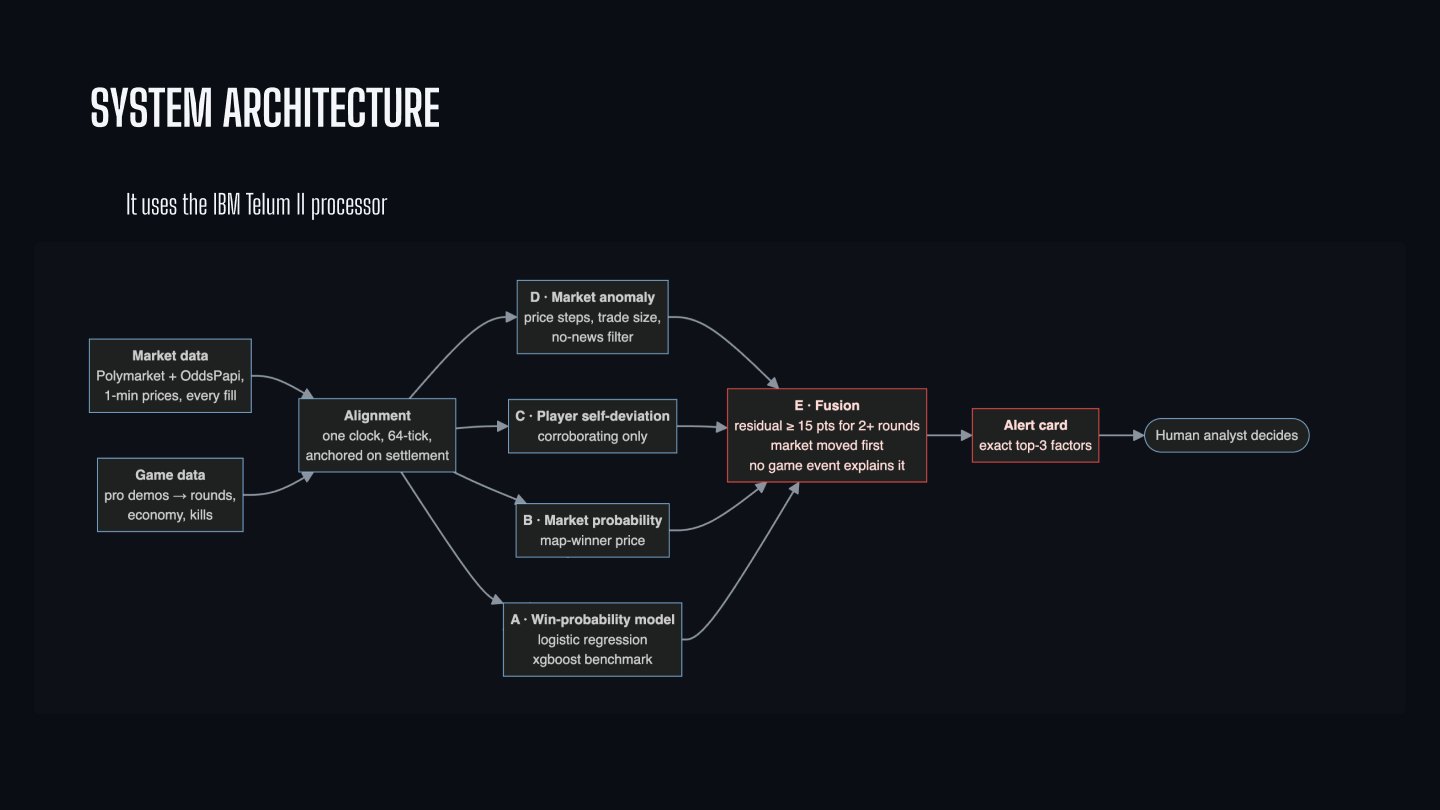 SYSTEM ARCHITECTURE
It uses the IBM Telum II processor
Market data
Polymarket + OddsPapi,
1-min prices, every fill
Game data
pro demos → rounds,
economy, kills
Alignment
one clock, 64-tick,
anchored on settlement
D · Market anomaly
price steps, trade size,
no-news filter
C · Player self-deviation
corroborating only
B · Market probability
map-winner price
A · Win-probability model
logistic regression
xgboost benchmark
E · Fusion
residual ≥ 15 pts for 2+ rounds
market moved first
no game event explains it
Alert card
exact top-3 factors
Human analyst decides